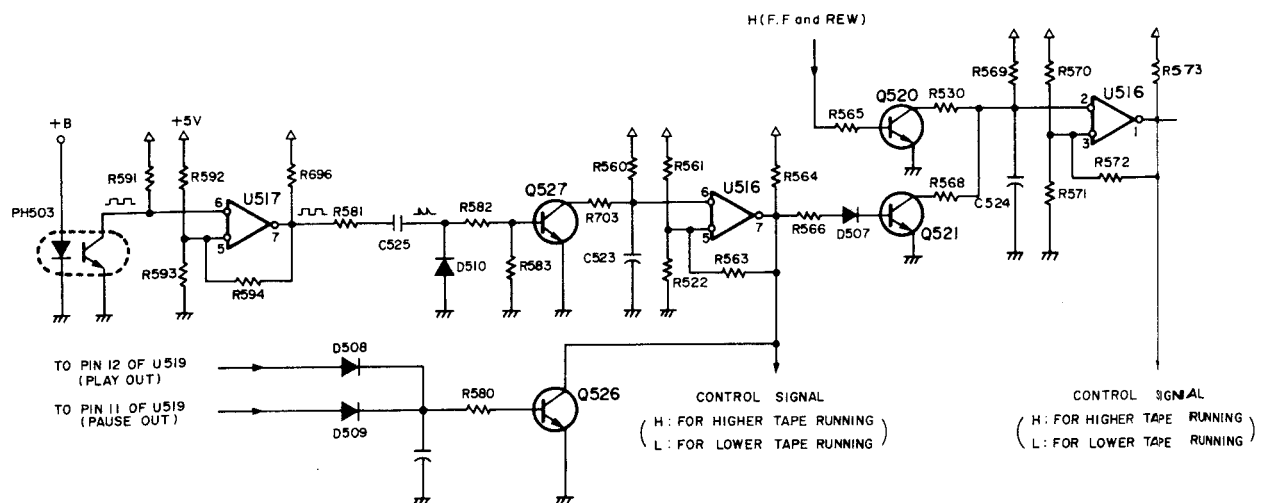 H(F.F and REW)
+B
+5V
R591
R592
R696
PH503
6
U517
5
7
R581
C525
R582
R593
R594
D510
R583
Q527
R703
R560
R561
U516
6
5
7
R564
C523
R522
R563
R566
D507
R565
Q520
R530
R568
Q521
R569
R570
R573
U516
2
3
1
C524
R571
R572
TO PIN 12 OF U519
(PLAY OUT)
D508
TO PIN 11 OF U519
(PAUSE OUT)
D509
R580
Q526
CONTROL SIGNAL
( H : FOR HIGHER TAPE RUNNING
L : FOR LOWER TAPE RUNNING )
CONTROL SIGNAL
( H : FOR HIGHER TAPE RUNNING
L : FOR LOWER TAPE RUNNING )